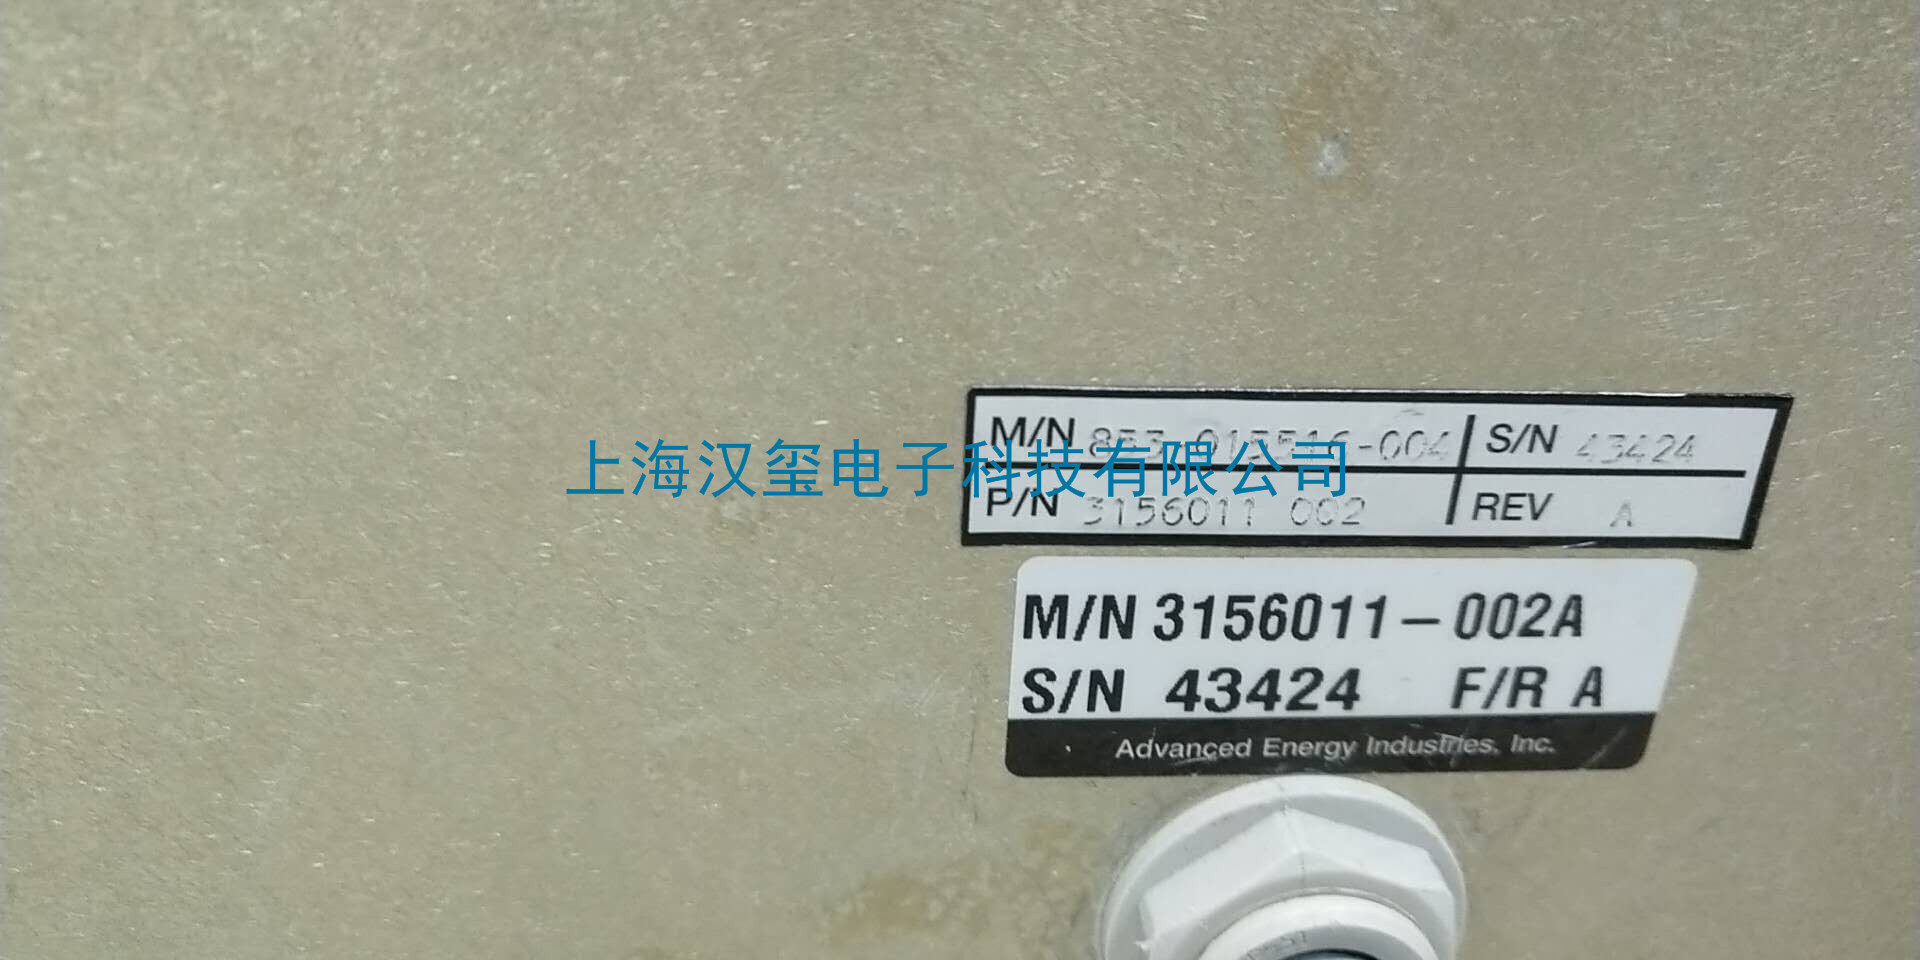 M/N 853-015516-004 S/N 43424
上海汉玺电子科技有限公司
P/N 3156011 002 REV A
M/N 3156011-002A
S/N 43424 F/R A
Advanced Energy Industries, Inc.